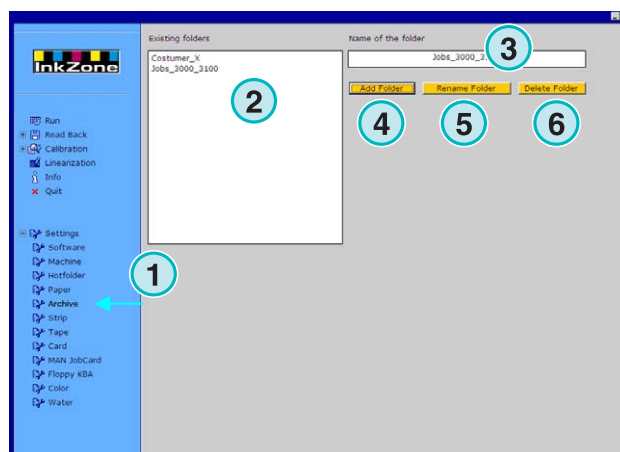 Existing folders
Name of the folder
InkZone
Costumer_X
Jobs_3000_3100
Jobs_3000_3
3
2
Add Folder
Rename Folder
Delete Folder
4
5
6
Run
Read Back
Calibration
Linearization
Info
Quit
Settings
Software
Machine
Hotfolder
1
Paper
Archive
Strip
Tape
Card
MAN JobCard
Floppy KBA
Color
Water